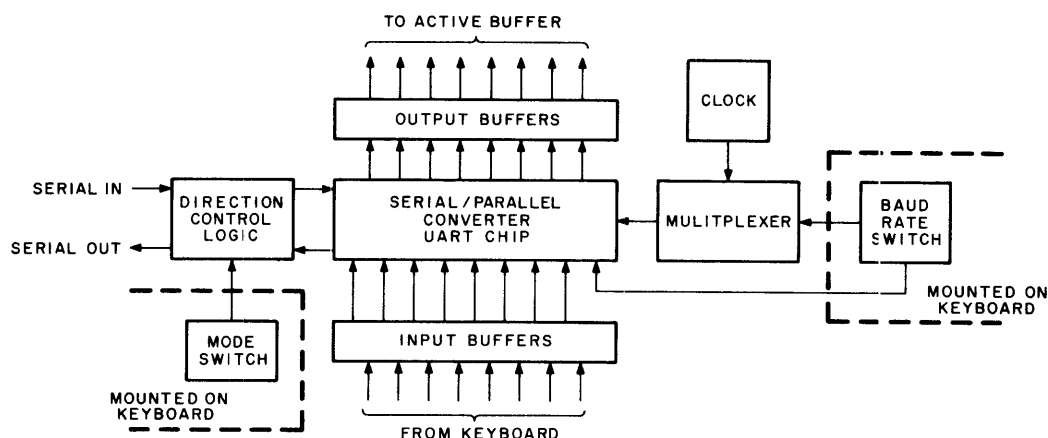 TO ACTIVE BUFFER
CLOCK
OUTPUT BUFFERS
SERIAL IN
SERIAL OUT
DIRECTION
CONTROL
LOGIC
SERIAL/PARALLEL
CONVERTER
UART CHIP
MULITPLEXER
BAUD
RATE
SWITCH
MOUNTED ON
KEYBOARD
MODE
SWITCH
INPUT BUFFERS
MOUNTED ON
KEYBOARD
FROM KEYBOARD